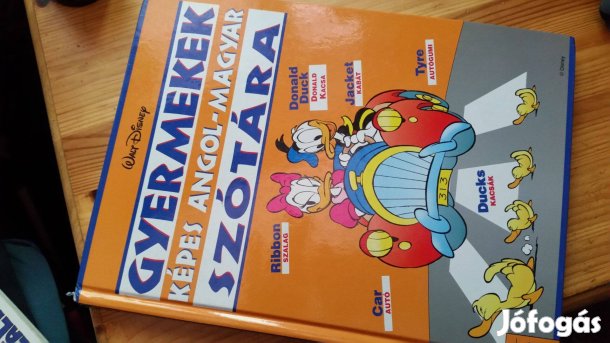 WALT DISNEY
GYERMEKEK
KÉPES ANGOL-MAGYAR
SZÓTÁRA
Donald
Duck
DONALD
KACSA
Jacket
KABÁT
Tyre
AUTÓGUMI
© Disney
Ribbon
SZALAG
Car
AUTÓ
Ducks
KACSÁK
313
Jófogás